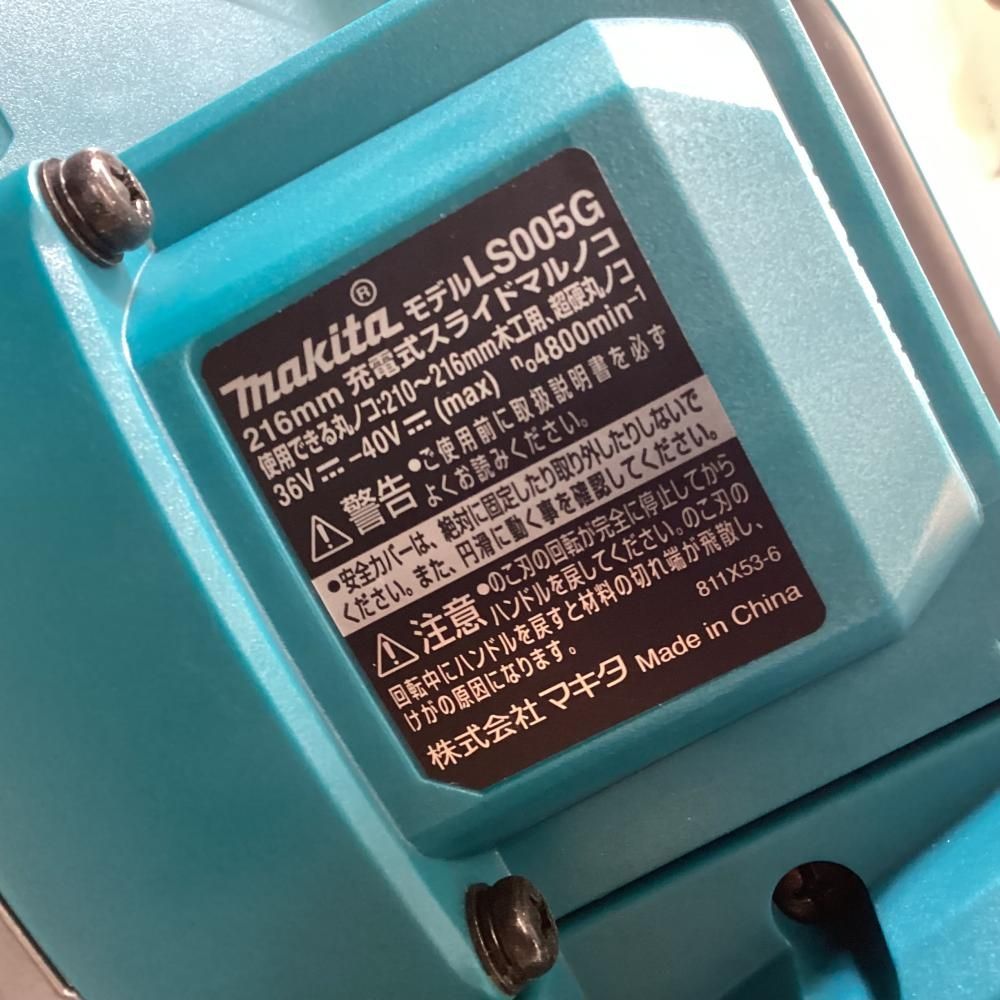 makita® モデルLS005G
216mm 充電式スライドマルノコ
使用できる丸ノコ:210～216mm木工用、超硬丸ノコ
36V⎓-40V⎓(max) n₀4800min⁻¹
⚠警告 ●ご使用前に取扱説明書を必ず
よくお読みください。
●安全カバーは、絶対に固定したり取り外したりしないで
ください。また、円滑に動く事を確認してください。
⚠注意 ●のこ刃の回転が完全に停止してから
ハンドルを戻してください。のこ刃の
回転中にハンドルを戻すと材料の切れ端が飛散し、
けがの原因になります。
811X53-6
株式会社マキタ Made in China